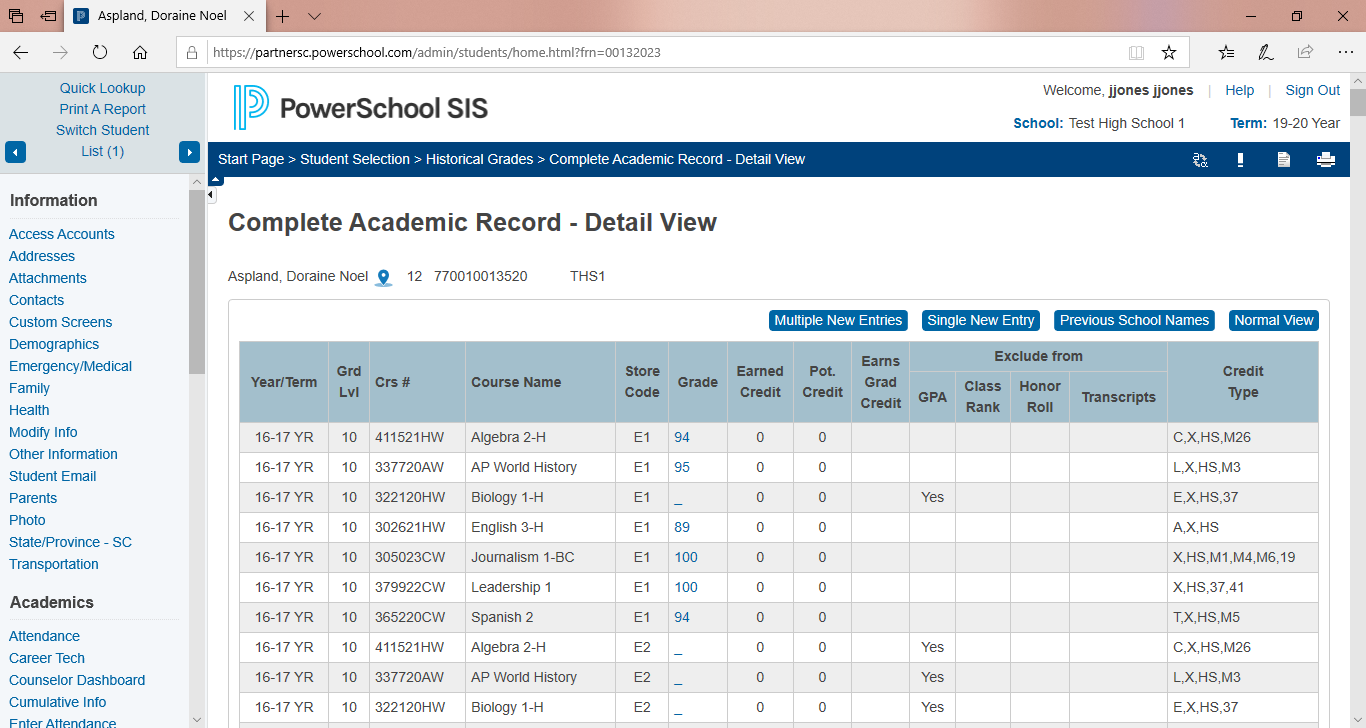 Aspland, Doraine Noel
https://partnersc.powerschool.com/admin/students/home.html?frn=00132023
Quick Lookup
Print A Report
Switch Student
List (1)
Information
Access Accounts
Addresses
Attachments
Contacts
Custom Screens
Demographics
Emergency/Medical
Family
Health
Modify Info
Other Information
Student Email
Parents
Photo
State/Province - SC
Transportation
Academics
Attendance
Career Tech
Counselor Dashboard
Cumulative Info
Enter Attendance
PowerSchool SIS
Welcome, jjones jjones | Help | Sign Out
School: Test High School 1 Term: 19-20 Year
Start Page > Student Selection > Historical Grades > Complete Academic Record - Detail View
Complete Academic Record - Detail View
Aspland, Doraine Noel 12 770010013520 THS1
Multiple New Entries Single New Entry Previous School Names Normal View
Year/Term Grd Lvl Crs # Course Name Store Code Grade Earned Credit Pot. Credit Earns Grad Credit Exclude from GPA Class Rank Honor Roll Transcripts Credit Type
16-17 YR 10 411521HW Algebra 2-H E1 94 0 0 C,X,HS,M26
16-17 YR 10 337720AW AP World History E1 95 0 0 L,X,HS,M3
16-17 YR 10 322120HW Biology 1-H E1 _ 0 0 Yes E,X,HS,37
16-17 YR 10 302621HW English 3-H E1 89 0 0 A,X,HS
16-17 YR 10 305023CW Journalism 1-BC E1 100 0 0 X,HS,M1,M4,M6,19
16-17 YR 10 379922CW Leadership 1 E1 100 0 0 X,HS,37,41
16-17 YR 10 365220CW Spanish 2 E1 94 0 0 T,X,HS,M5
16-17 YR 10 411521HW Algebra 2-H E2 _ 0 0 Yes C,X,HS,M26
16-17 YR 10 337720AW AP World History E2 _ 0 0 Yes L,X,HS,M3
16-17 YR 10 322120HW Biology 1-H E2 _ 0 0 Yes E,X,HS,37